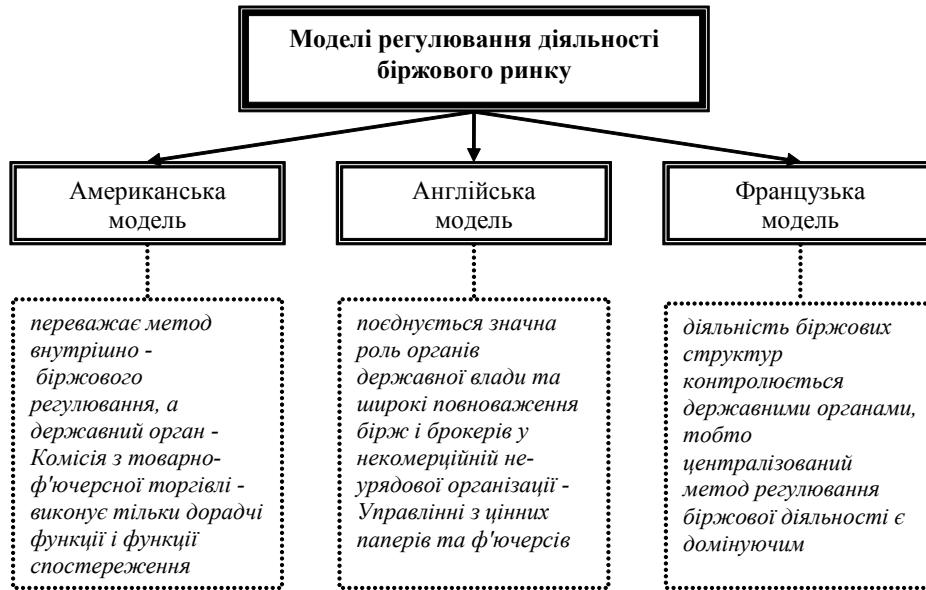 Моделі регулювання діяльності
біржового ринку
Американська
модель
Англійська
модель
Французька
модель
переважає метод
внутрішно -
біржового
регулювання, а
державний орган -
Комісія з товарно-
ф'ючерсної торгівлі -
виконує тільки дорадчі
функції і функції
спостереження
поєднується значна
роль органів
державної влади та
широкі повноваження
бірж і брокерів у
некомерційній не-
урядової організації -
Управлінні з цінних
паперів та ф'ючерсів
діяльність біржових
структур
контролюється
державними органами,
тобто
централізований
метод регулювання
біржової діяльності є
домінуючим